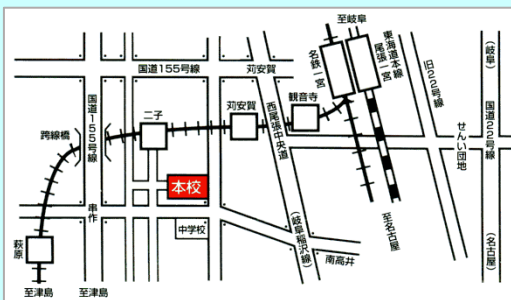 至岐阜
名鉄一宮
東海道本線
尾張一宮
旧22号線
(岐阜)
国道22号線
(名古屋)
国道155号線
苅安賀
国道155号線
跨線橋
二子
苅安賀
観音寺
西尾張中央道
せんい団地
本校
串作
中学校
(岐阜稲沢線)
南高井
至名古屋
萩原
至津島
至津島